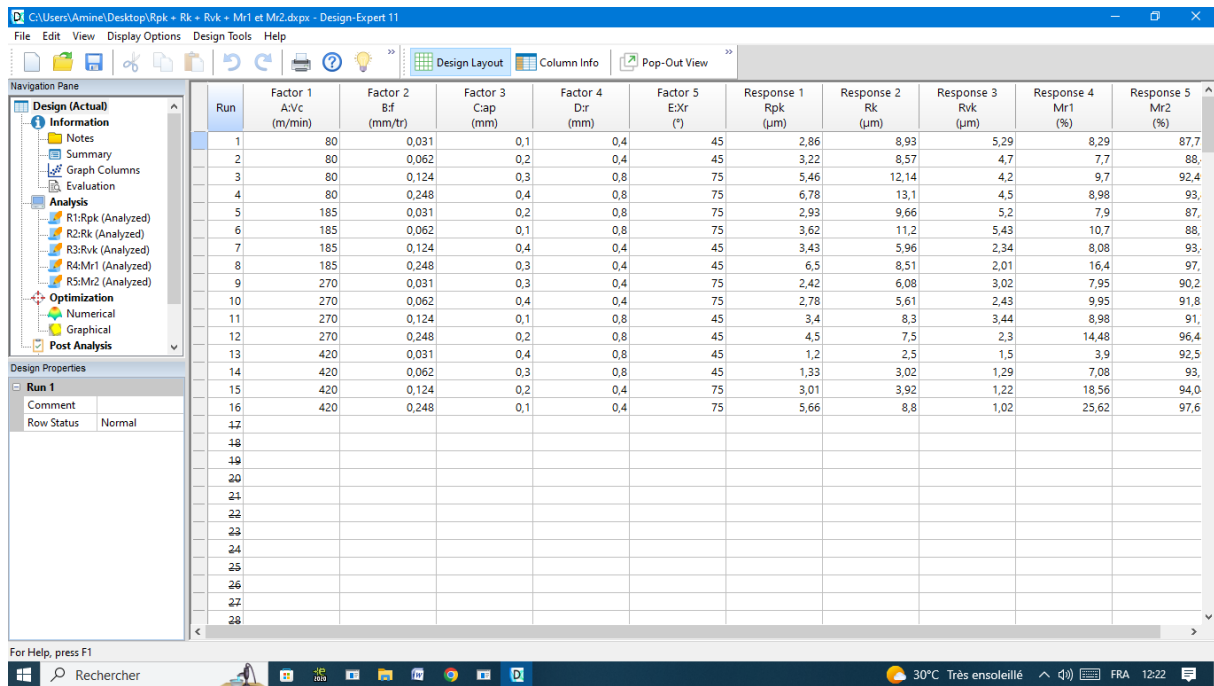 C:\Users\Amine\Desktop\Rpk + Rk + Rvk + Mr1 et Mr2.dxpx - Design-Expert 11
File Edit View Display Options Design Tools Help
Design Layout Column Info Pop-Out View
Navigation Pane
Design (Actual)
Information
Notes
Summary
Graph Columns
Evaluation
Analysis
R1:Rpk (Analyzed)
R2:Rk (Analyzed)
R3:Rvk (Analyzed)
R4:Mr1 (Analyzed)
R5:Mr2 (Analyzed)
Optimization
Numerical
Graphical
Post Analysis
Design Properties
Run 1
Comment
Row Status Normal
Factor 1 Factor 2 Factor 3 Factor 4 Factor 5 Response 1 Response 2 Response 3 Response 4 Response 5
Run A:Vc B:f C:ap D:r E:Xr Rpk Rk Rvk Mr1 Mr2
(m/min) (mm/tr) (mm) (mm) (°) (µm) (µm) (µm) (%) (%)
1 80 0,031 0,1 0,4 45 2,86 8,93 5,29 8,29 87,7
2 80 0,062 0,2 0,4 45 3,22 8,57 4,7 7,7 88,
3 80 0,124 0,3 0,8 75 5,46 12,14 4,2 9,7 92,4
4 80 0,248 0,4 0,8 75 6,78 13,1 4,5 8,98 93,
5 185 0,031 0,2 0,8 75 2,93 9,66 5,2 7,9 87,
6 185 0,062 0,1 0,8 75 3,62 11,2 5,43 10,7 88,
7 185 0,124 0,4 0,4 45 3,43 5,96 2,34 8,08 93,
8 185 0,248 0,3 0,4 45 6,5 8,51 2,01 16,4 97,
9 270 0,031 0,3 0,4 75 2,42 6,08 3,02 7,95 90,2
10 270 0,062 0,4 0,4 75 2,78 5,61 2,43 9,95 91,8
11 270 0,124 0,1 0,8 45 3,4 8,3 3,44 8,98 91,
12 270 0,248 0,2 0,8 45 4,5 7,5 2,3 14,48 96,4
13 420 0,031 0,4 0,8 45 1,2 2,5 1,5 3,9 92,5
14 420 0,062 0,3 0,8 45 1,33 3,02 1,29 7,08 93,
15 420 0,124 0,2 0,4 75 3,01 3,92 1,22 18,56 94,0
16 420 0,248 0,1 0,4 75 5,66 8,8 1,02 25,62 97,6
17
18
19
20
21
22
23
24
25
26
27
28
For Help, press F1
Rechercher
30°C Très ensoleillé FRA 12:22